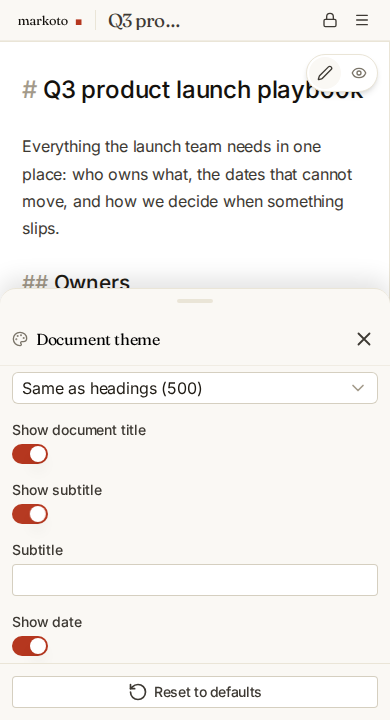 markoto
Q3 pro...
# Q3 product launch playbook
Everything the launch team needs in one
place: who owns what, the dates that cannot
move, and how we decide when something
slips.
## Owners
Document theme
Same as headings (500)
Show document title
Show subtitle
Subtitle
Show date
Reset to defaults